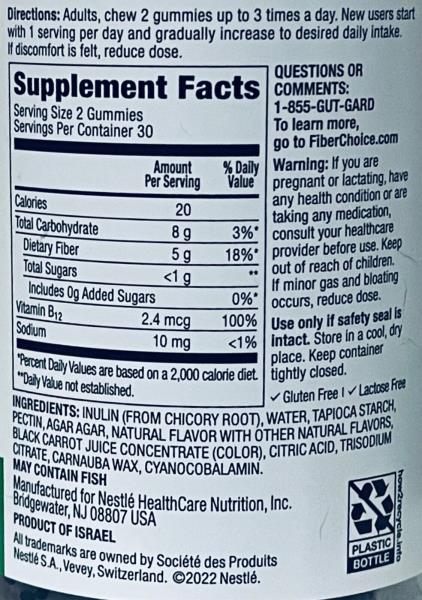 Directions: Adults, chew 2 gummies up to 3 times a day. New users start
with 1 serving per day and gradually increase to desired daily intake.
If discomfort is felt, reduce dose.
Supplement Facts
Serving Size 2 Gummies
Servings Per Container 30
Amount Per Serving % Daily Value
Calories 20
Total Carbohydrate 8 g 3%*
Dietary Fiber 5 g 18%*
Total Sugars <1 g **
Includes 0g Added Sugars 0%*
Vitamin B12 2.4 mcg 100%
Sodium 10 mg <1%
*Percent Daily Values are based on a 2,000 calorie diet.
**Daily Value not established.
QUESTIONS OR
COMMENTS:
1-855-GUT-GARD
To learn more,
go to FiberChoice.com
Warning: If you are
pregnant or lactating, have
any health condition or are
taking any medication,
consult your healthcare
provider before use. Keep
out of reach of children.
If minor gas and bloating
occurs, reduce dose.
Use only if safety seal is
intact. Store in a cool, dry
place. Keep container
tightly closed.
✓ Gluten Free I ✓ Lactose Free
INGREDIENTS: INULIN (FROM CHICORY ROOT), WATER, TAPIOCA STARCH,
PECTIN, AGAR AGAR, NATURAL FLAVOR WITH OTHER NATURAL FLAVORS,
BLACK CARROT JUICE CONCENTRATE (COLOR), CITRIC ACID, TRISODIUM
CITRATE, CARNAUBA WAX, CYANOCOBALAMIN.
MAY CONTAIN FISH
Manufactured for Nestlé HealthCare Nutrition, Inc.
Bridgewater, NJ 08807 USA
PRODUCT OF ISRAEL
All trademarks are owned by Société des Produits
Nestlé S.A., Vevey, Switzerland. ©2022 Nestlé.
PLASTIC
BOTTLE
how2recycle.info